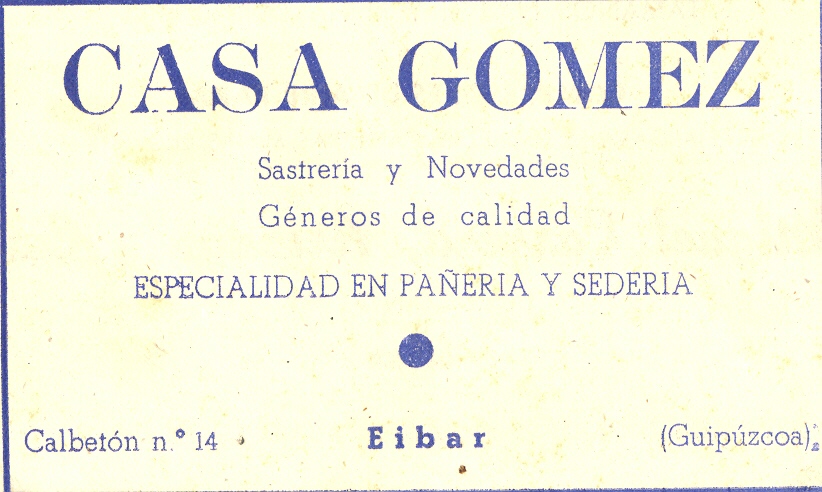 CASA GOMEZ
Sastrería y Novedades
Géneros de calidad
ESPECIALIDAD EN PAÑERIA Y SEDERIA
Calbetón n.º 14 Eibar (Guipúzcoa)